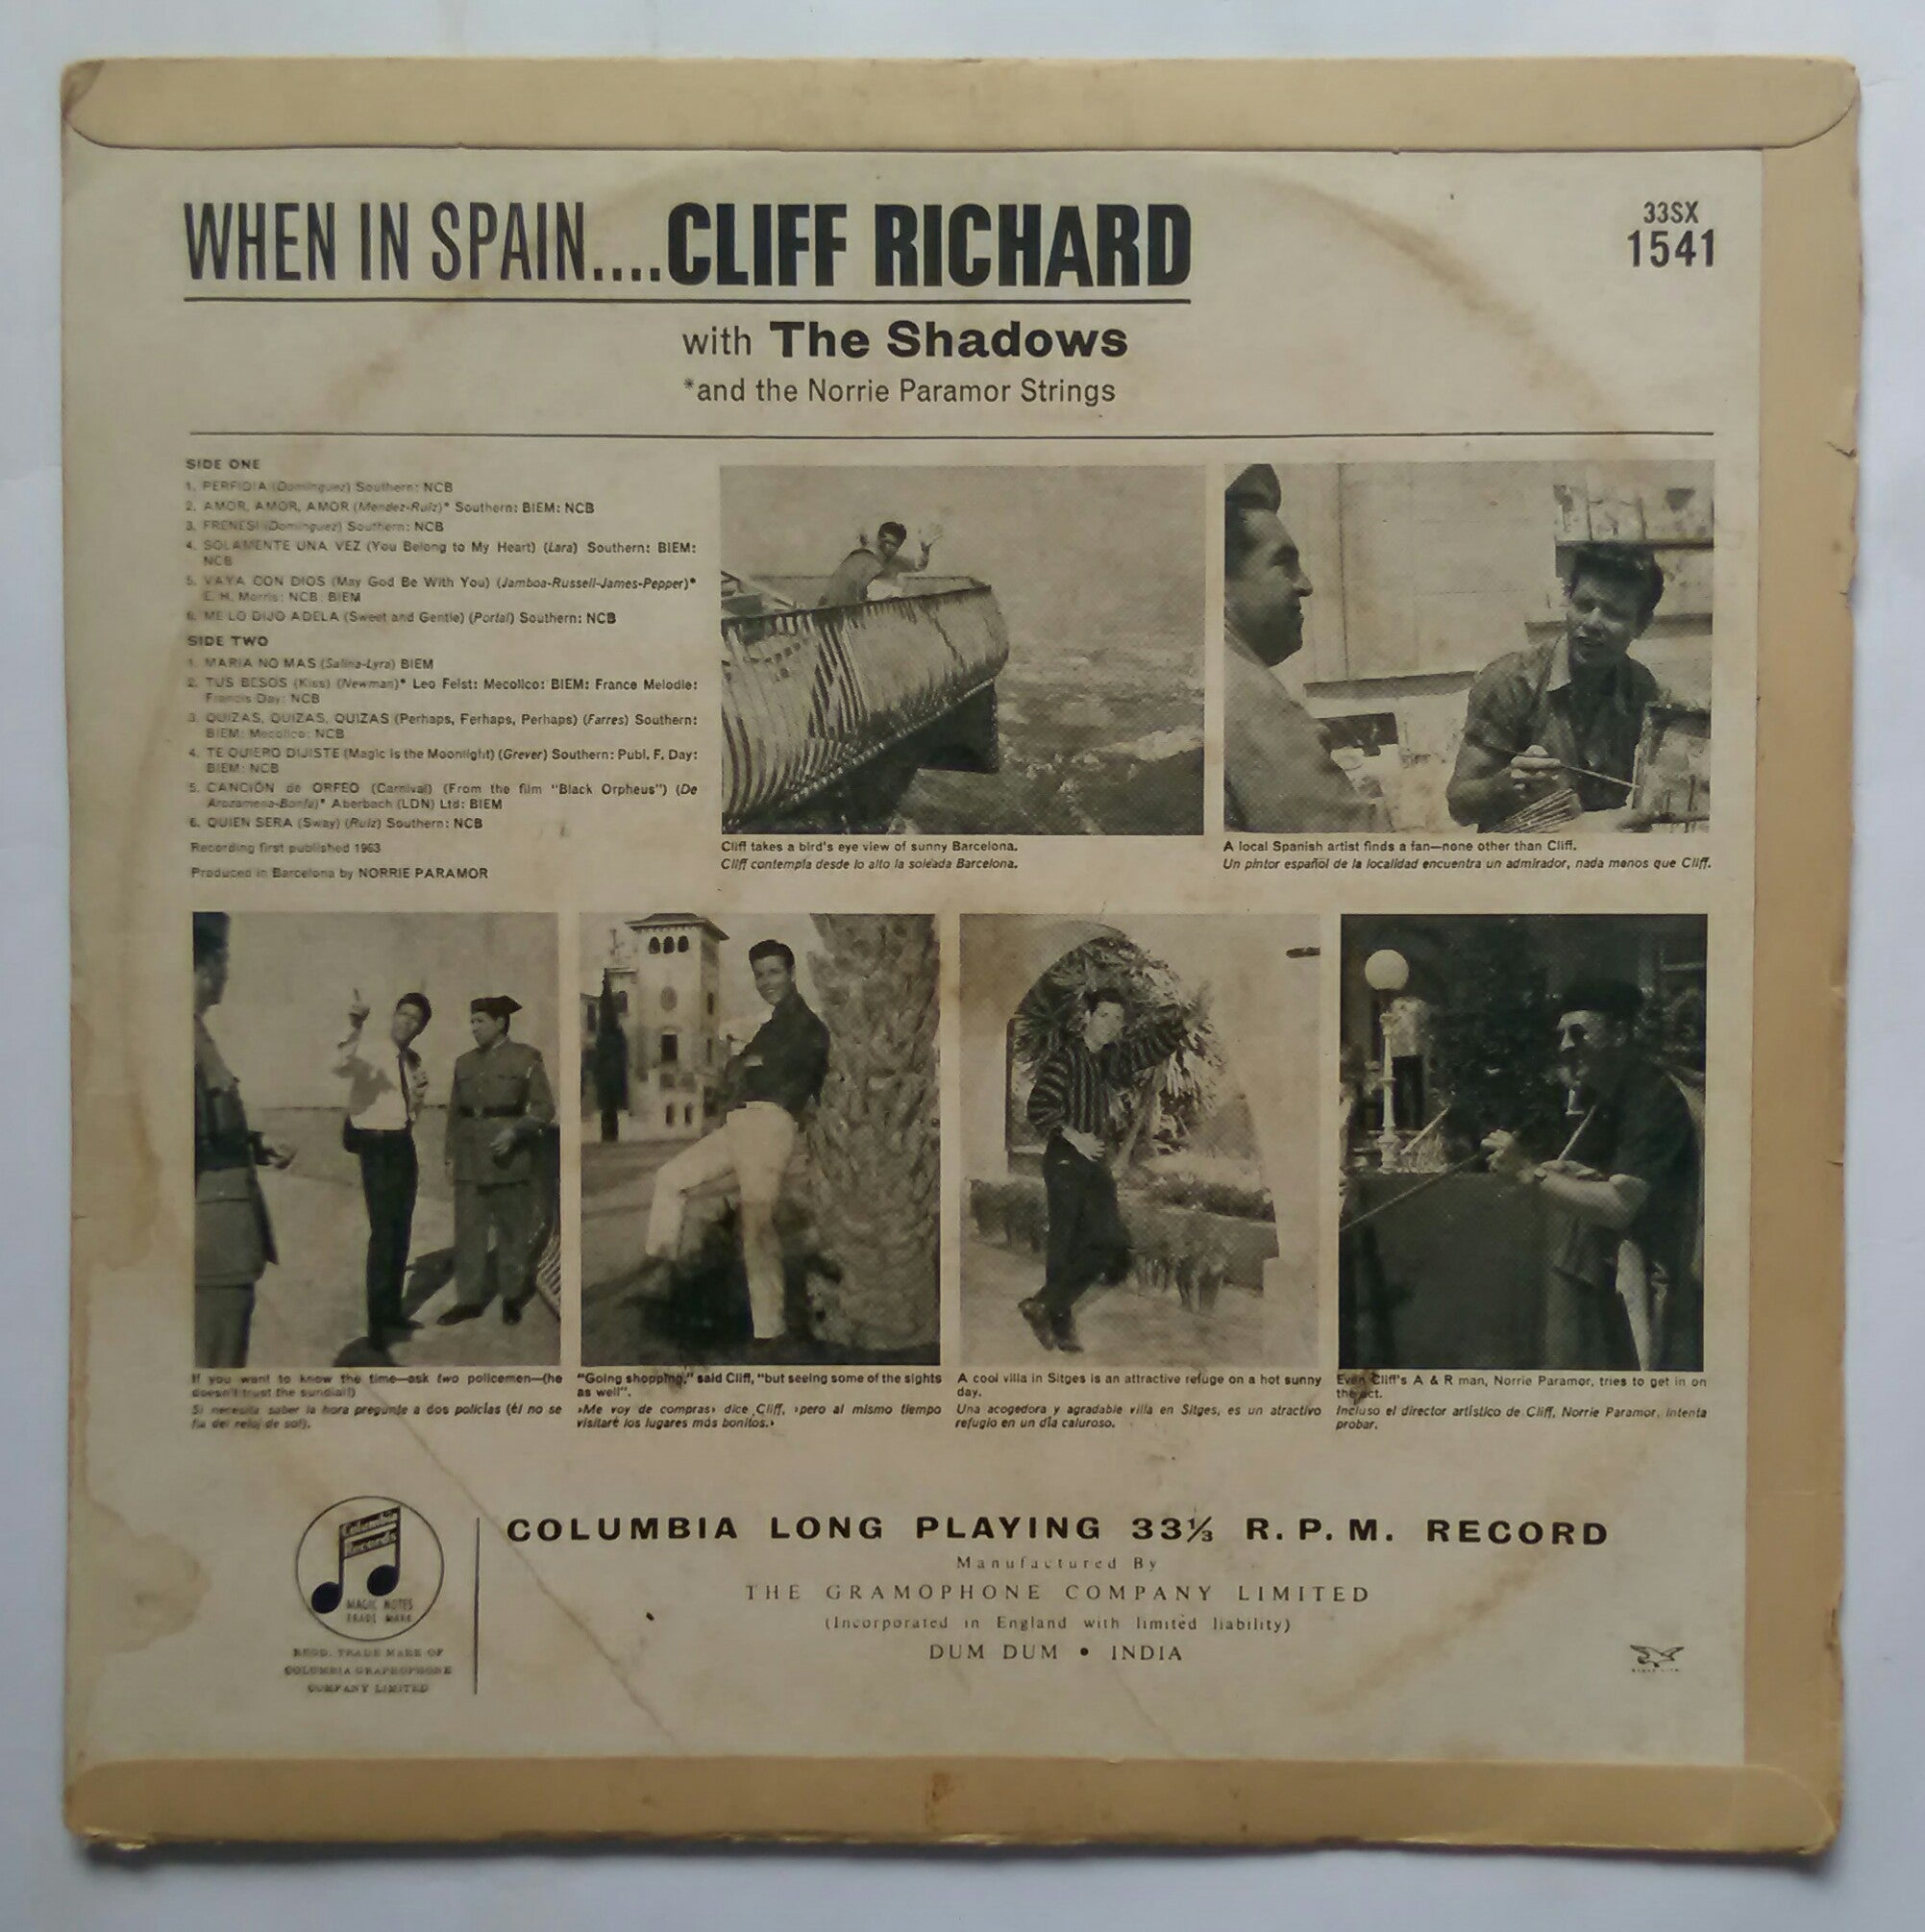 WHEN IN SPAIN....CLIFF RICHARD
33SX
1541
with The Shadows
*and the Norrie Paramor Strings
SIDE ONE
1. PERFIDIA (Dominguez) Southern: NCB
2. AMOR, AMOR, AMOR (Mendez-Ruiz)* Southern: BIEM: NCB
3. FRENESI (Dominguez) Southern: NCB
4. SOLAMENTE UNA VEZ (You Belong to My Heart) (Lara) Southern: BIEM:
NCB
5. VAYA CON DIOS (May God Be With You) (Jamboa-Russell-James-Pepper)*
E. H. Morris: NCB: BIEM
6. ME LO DIJO ADELA (Sweet and Gentle) (Portal) Southern: NCB
SIDE TWO
1. MARIA NO MAS (Salina-Lyra) BIEM
2. TUS BESOS (Kiss) (Newman)* Leo Feist: Mecolico: BIEM: France Melodie:
Francis Day: NCB
3. QUIZAS, QUIZAS, QUIZAS (Perhaps, Ferhaps, Perhaps) (Farres) Southern:
BIEM: Mecolico: NCB
4. TE QUIERO DIJISTE (Magic is the Moonlight) (Grever) Southern: Publ. F. Day:
BIEM: NCB
5. CANCIÓN de ORFEO (Carnival) (From the film "Black Orpheus") (De
Arozamena-Bonfa)* Aberbach (LDN) Ltd: BIEM
6. QUIEN SERA (Sway) (Ruiz) Southern: NCB
Recording first published 1963
Produced in Barcelona by NORRIE PARAMOR
Cliff takes a bird's eye view of sunny Barcelona.
Cliff contempla desde lo alto la soleada Barcelona.
A local Spanish artist finds a fan—none other than Cliff.
Un pintor español de la localidad encuentra un admirador, nada menos que Cliff.
If you want to know the time—ask two policemen—(he
doesn't trust the sundial!)
Si necesita saber la hora pregunte a dos policías (él no se
fia del reloj de sol).
"Going shopping," said Cliff, "but seeing some of the sights
as well".
»Me voy de compras» dice Cliff, »pero al mismo tiempo
visitaré los lugares más bonitos.»
A cool villa in Sitges is an attractive refuge on a hot sunny
day.
Una acogedora y agradable villa en Sitges, es un atractivo
refugio en un día caluroso.
Even Cliff's A & R man, Norrie Paramor, tries to get in on
the act.
Incluso el director artístico de Cliff, Norrie Paramor, intenta
probar.
Columbia
Records
MAGIC NOTES
TRADE MARK
REGD. TRADE MARK OF
COLUMBIA GRAPHOPHONE
COMPANY LIMITED
COLUMBIA LONG PLAYING 33⅓ R.P.M. RECORD
Manufactured By
THE GRAMOPHONE COMPANY LIMITED
(Incorporated in England with limited liability)
DUM DUM • INDIA